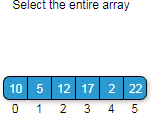 Select the entire array
10 5 12 17 2 22
0 1 2 3 4 5